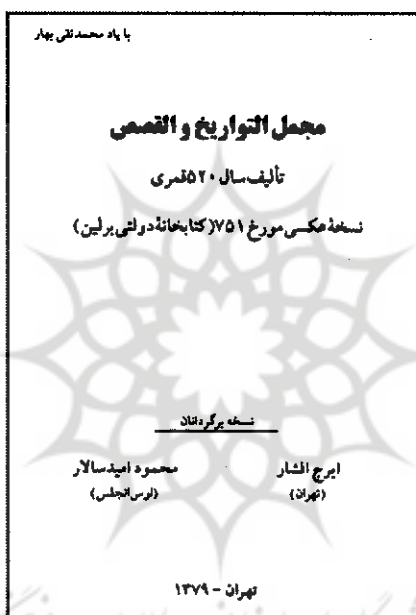 با یاد محمدتقی بهار
مجمل التواریخ و القصص
تألیف سال ۵۲۰ قمری
نسخهٔ عکسی مورخ ۷۵۱ (کتابخانهٔ دولتی برلین)
نسخه برگردانان
ایرج افشار
(تهران)
محمود امیدسالار
(لوس‌انجلس)
تهران - ۱۳۷۹